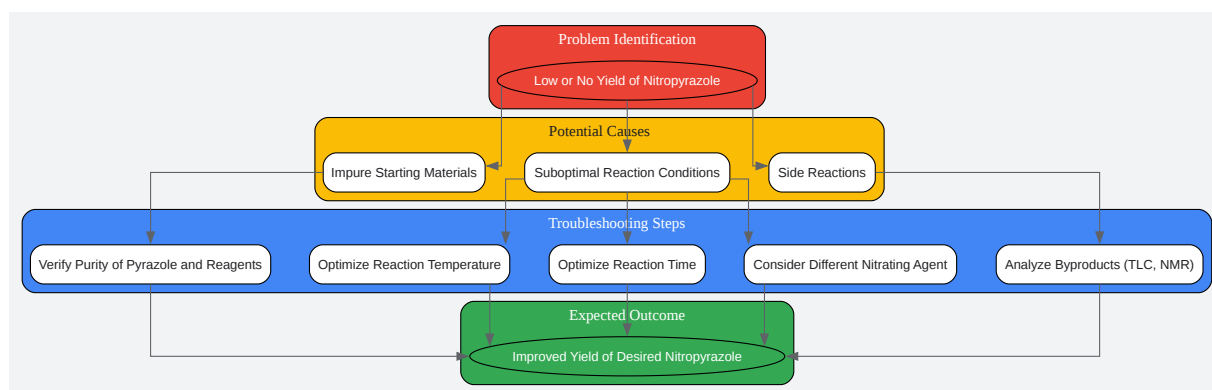 Problem Identification
Low or No Yield of Nitropyrazole
Potential Causes
Impure Starting Materials
Suboptimal Reaction Conditions
Side Reactions
Troubleshooting Steps
Verify Purity of Pyrazole and Reagents
Optimize Reaction Temperature
Optimize Reaction Time
Consider Different Nitrating Agent
Analyze Byproducts (TLC, NMR)
Expected Outcome
Improved Yield of Desired Nitropyrazole